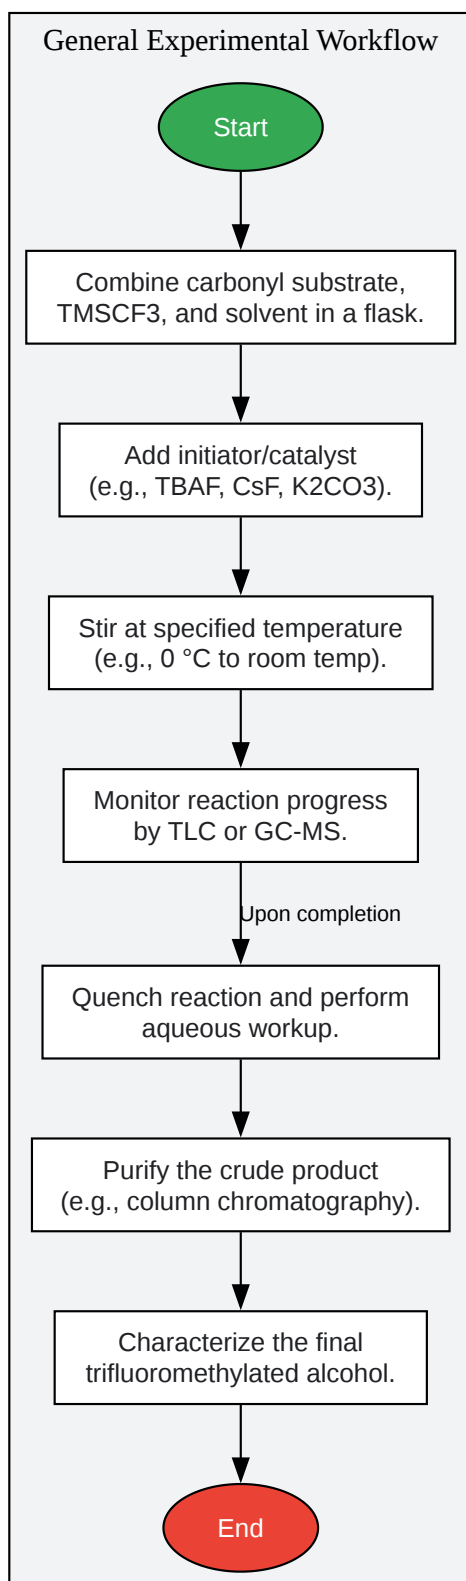 General Experimental Workflow
Start
Combine carbonyl substrate,
TMSCF3, and solvent in a flask.
Add initiator/catalyst
(e.g., TBAF, CsF, K2CO3).
Stir at specified temperature
(e.g., 0 °C to room temp).
Monitor reaction progress
by TLC or GC-MS.
Upon completion
Quench reaction and perform
aqueous workup.
Purify the crude product
(e.g., column chromatography).
Characterize the final
trifluoromethylated alcohol.
End